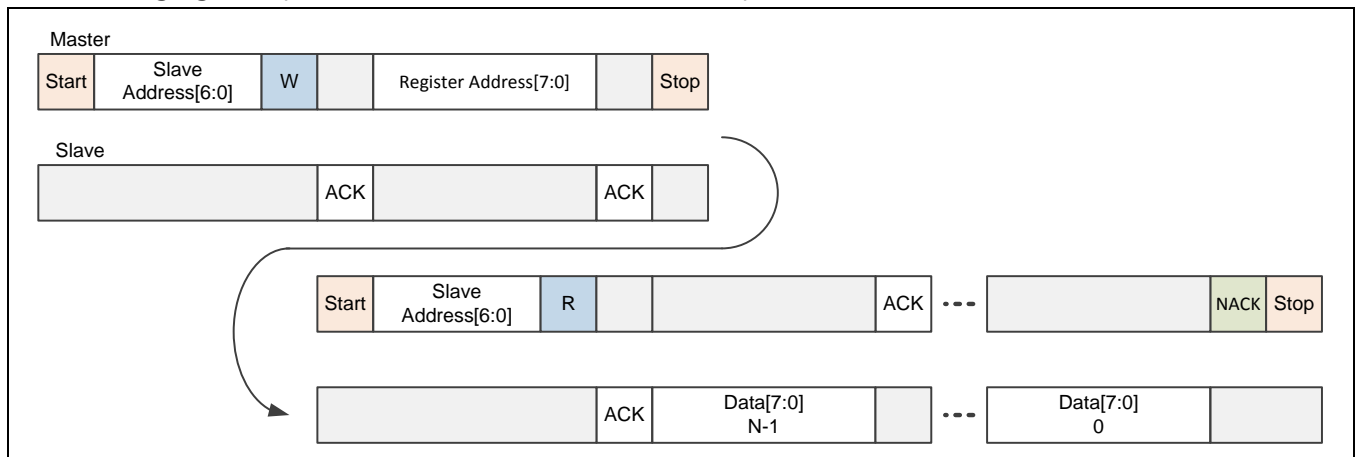 Master
Start Slave Address[6:0] W Register Address[7:0] Stop
Slave
ACK ACK
Start Slave Address[6:0] R ACK NACK Stop
ACK Data[7:0] N-1 Data[7:0] 0